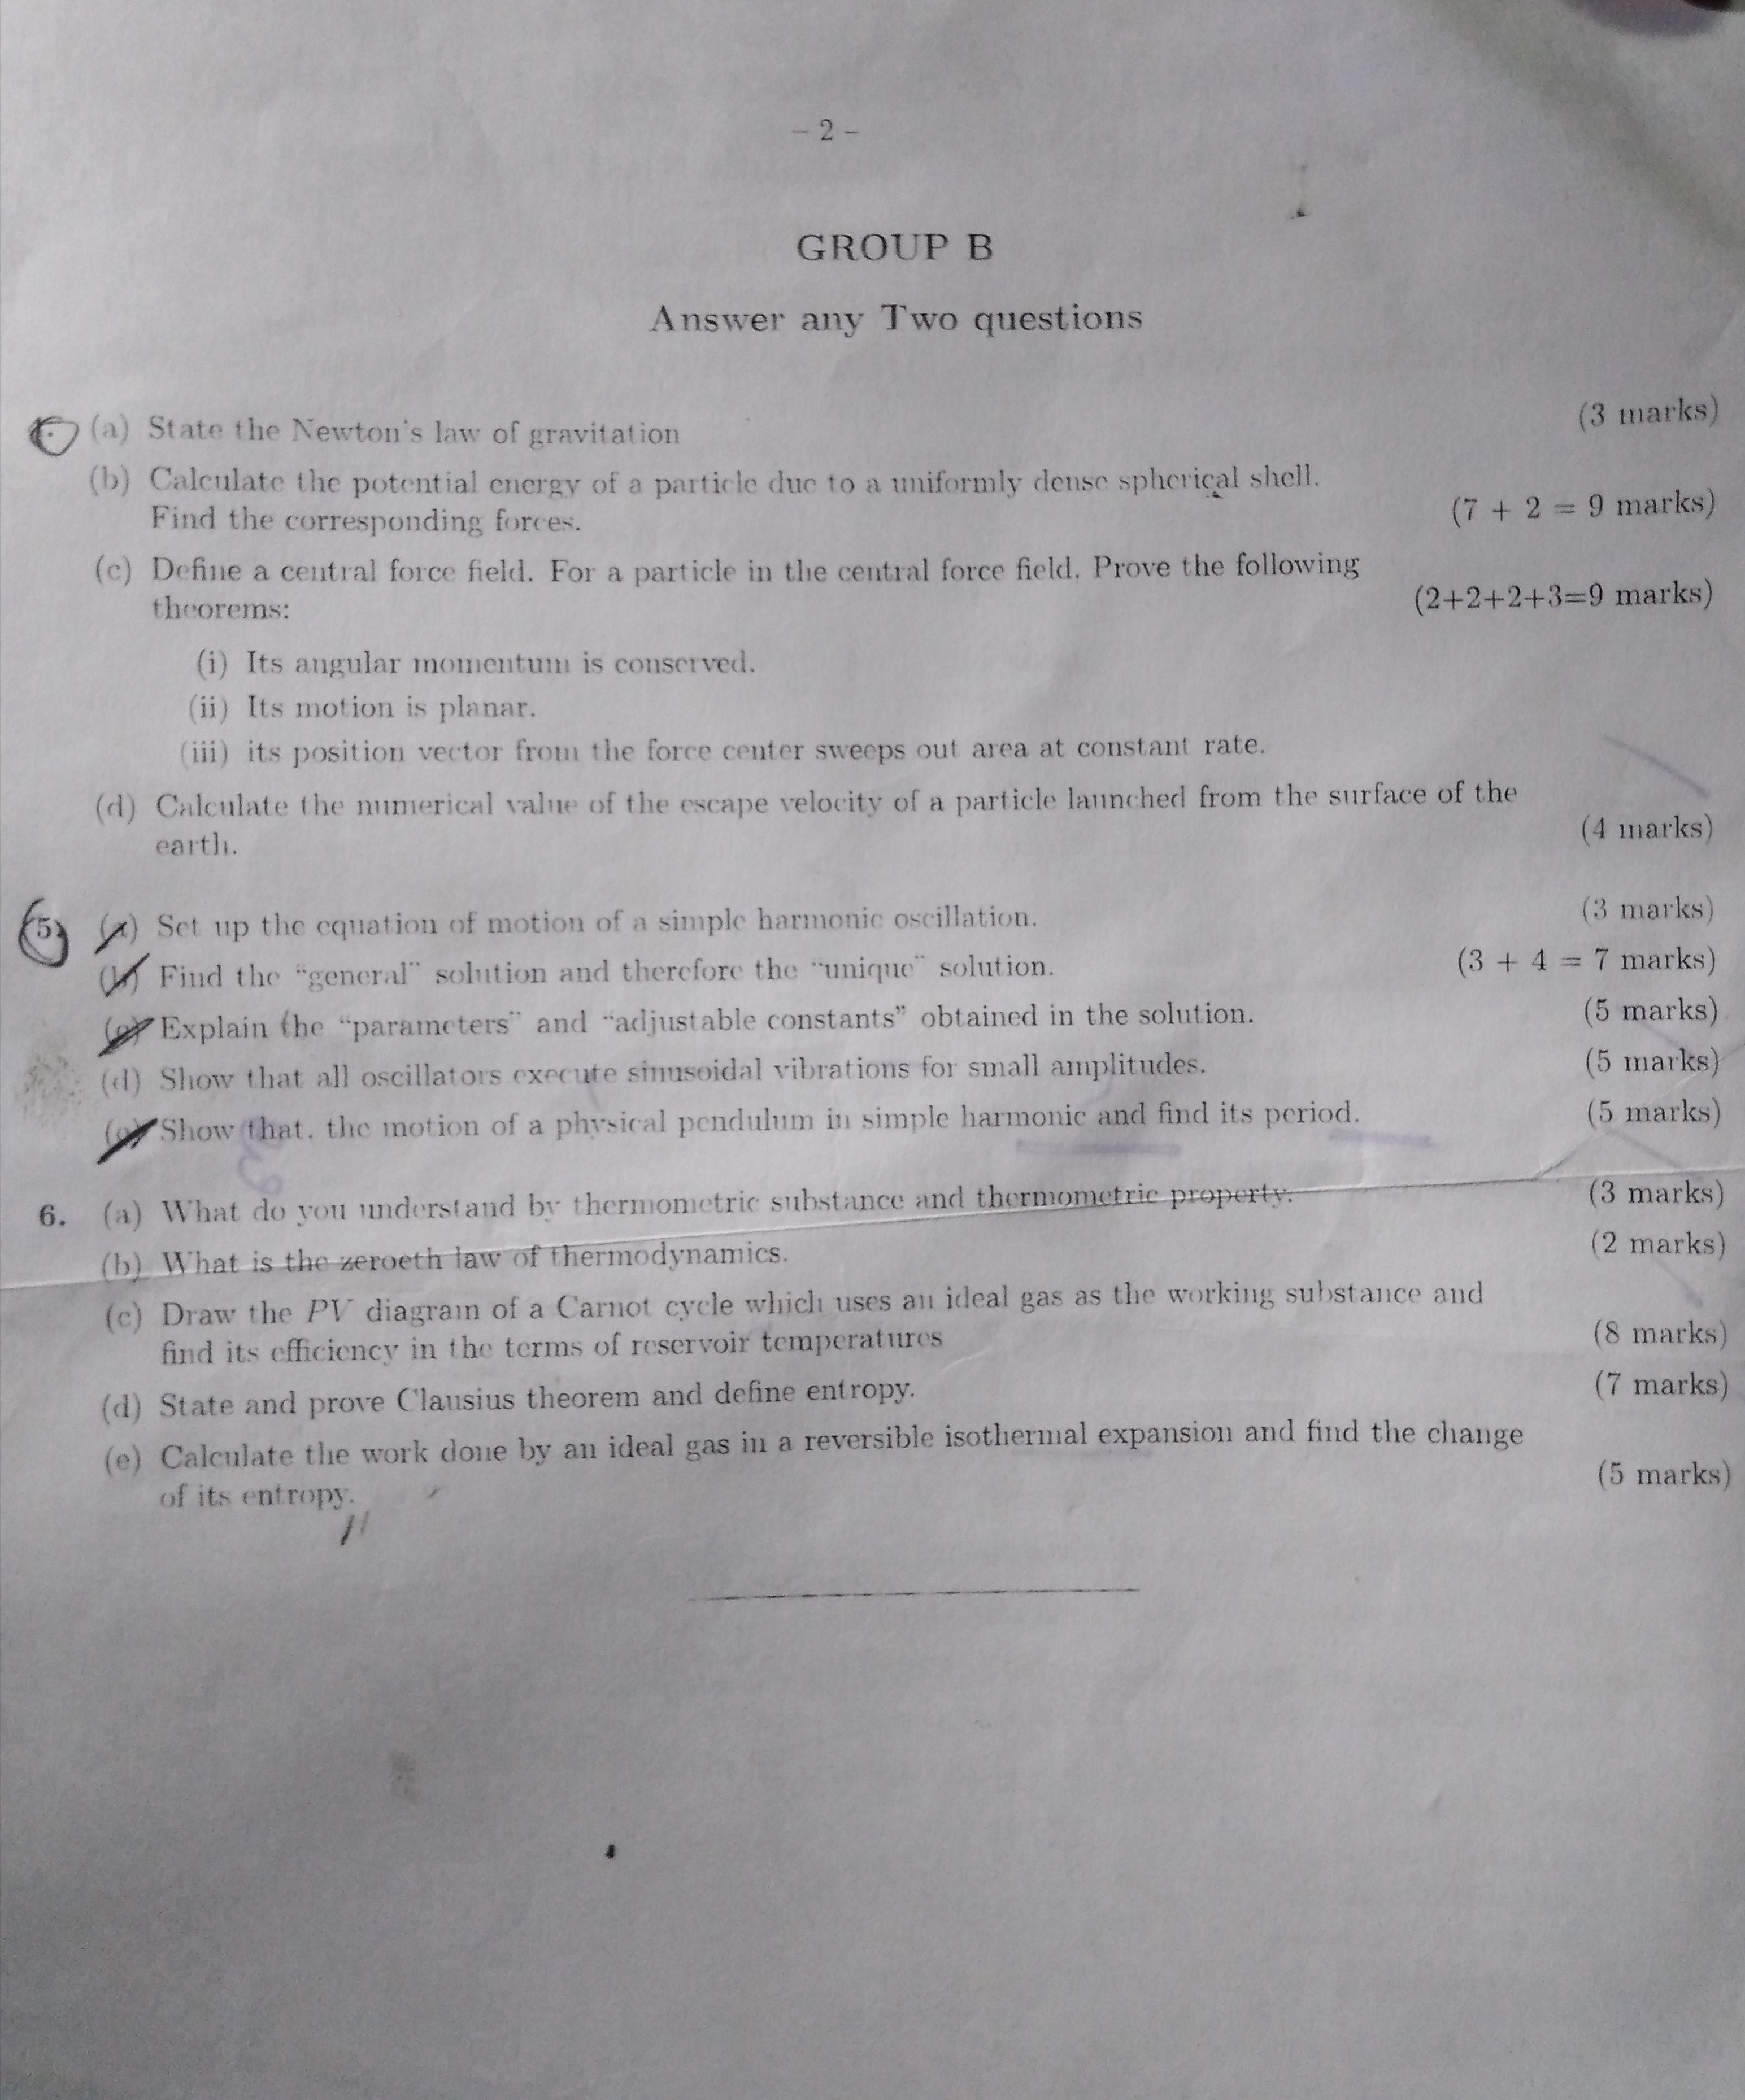 – 2 –
GROUP B
Answer any Two questions
(a) State the Newton's law of gravitation (3 marks)
(b) Calculate the potential energy of a particle due to a uniformly dense spherical shell.
Find the corresponding forces. (7 + 2 = 9 marks)
(c) Define a central force field. For a particle in the central force field. Prove the following
theorems: (2+2+2+3=9 marks)
(i) Its angular momentum is conserved.
(ii) Its motion is planar.
(iii) its position vector from the force center sweeps out area at constant rate.
(d) Calculate the numerical value of the escape velocity of a particle launched from the surface of the
earth. (4 marks)
5. (a) Set up the equation of motion of a simple harmonic oscillation. (3 marks)
(b) Find the “general” solution and therefore the “unique” solution. (3 + 4 = 7 marks)
(c) Explain the “parameters” and “adjustable constants” obtained in the solution. (5 marks)
(d) Show that all oscillators execute sinusoidal vibrations for small amplitudes. (5 marks)
(e) Show that, the motion of a physical pendulum in simple harmonic and find its period. (5 marks)
6. (a) What do you understand by thermometric substance and thermometric property. (3 marks)
(b) What is the zeroeth law of thermodynamics. (2 marks)
(c) Draw the PV diagram of a Carnot cycle which uses an ideal gas as the working substance and
find its efficiency in the terms of reservoir temperatures (8 marks)
(d) State and prove Clausius theorem and define entropy. (7 marks)
(e) Calculate the work done by an ideal gas in a reversible isothermal expansion and find the change
of its entropy. (5 marks)